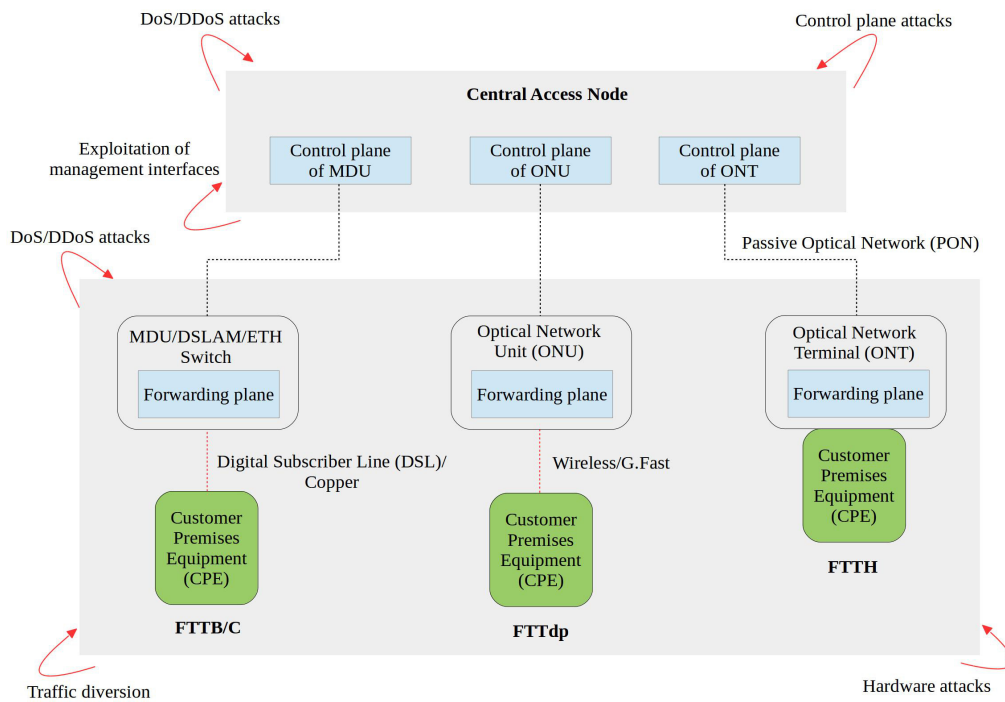 DoS/DDoS attacks
Control plane attacks
Central Access Node
Exploitation of
management interfaces
Control plane
of MDU
Control plane
of ONU
Control plane
of ONT
DoS/DDoS attacks
Passive Optical Network (PON)
MDU/DSLAM/ETH
Switch
Forwarding plane
Optical Network
Unit (ONU)
Forwarding plane
Optical Network
Terminal (ONT)
Forwarding plane
Digital Subscriber Line (DSL)/
Copper
Wireless/G.Fast
Customer
Premises
Equipment
(CPE)
FTTB/C
Customer
Premises
Equipment
(CPE)
FTTdp
Customer
Premises
Equipment
(CPE)
FTTH
Traffic diversion
Hardware attacks